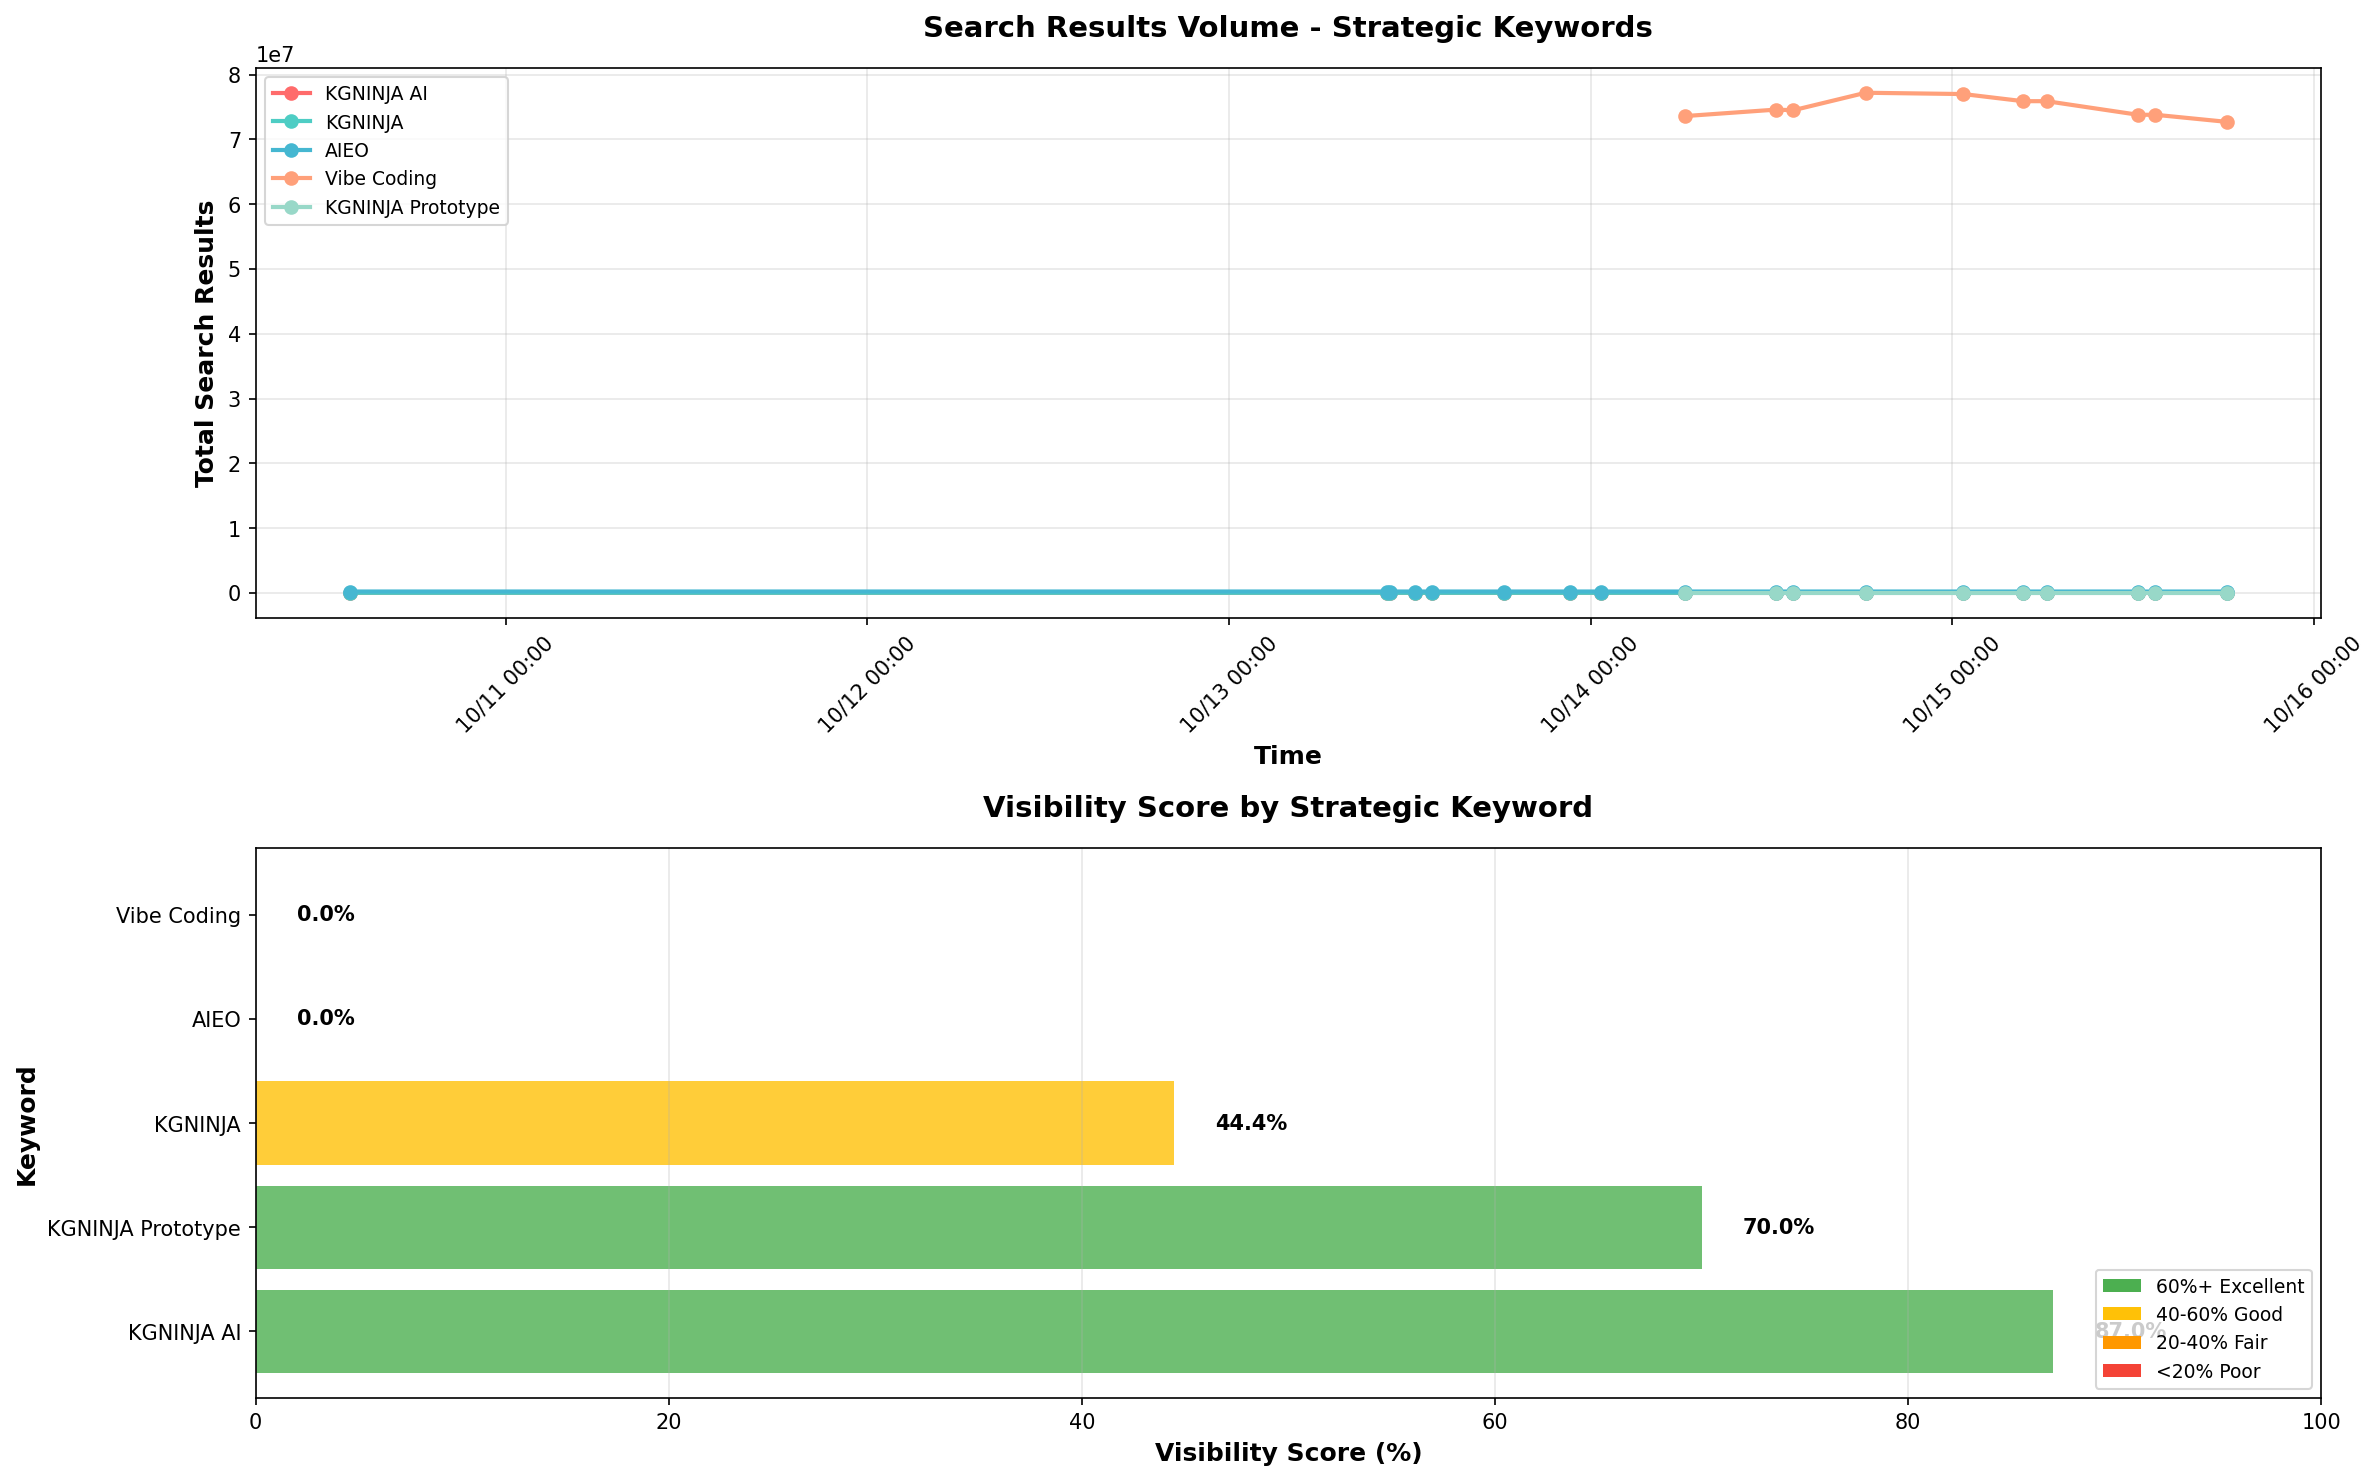 Search Results Volume - Strategic Keywords
1e7
8
7
6
5
4
3
2
1
0
Total Search Results
KGNINJA AI
KGNINJA
AIEO
Vibe Coding
KGNINJA Prototype
10/11 00:00
10/12 00:00
10/13 00:00
10/14 00:00
10/15 00:00
10/16 00:00
Time
Visibility Score by Strategic Keyword
Keyword
Vibe Coding
0.0%
AIEO
0.0%
KGNINJA
44.4%
KGNINJA Prototype
70.0%
KGNINJA AI
87.0%
60%+ Excellent
40-60% Good
20-40% Fair
<20% Poor
0
20
40
60
80
100
Visibility Score (%)